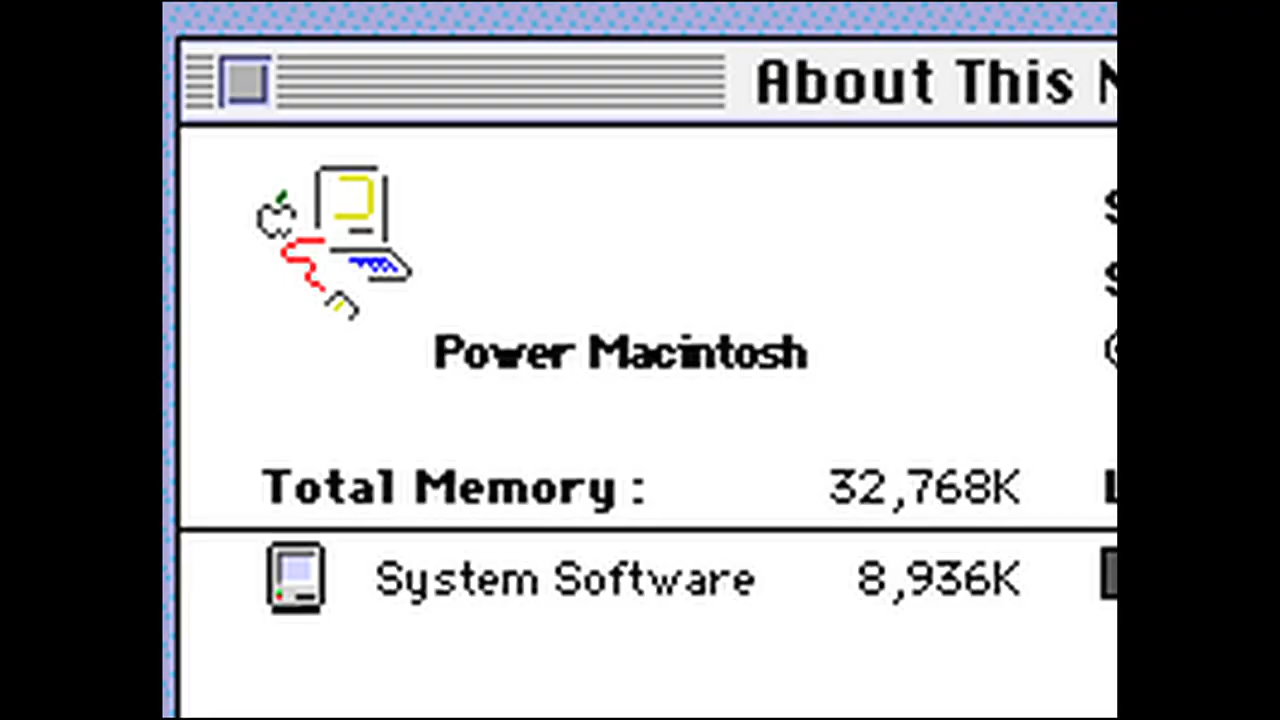 About This
Power Macintosh
Total Memory : 32,768K
System Software 8,936K